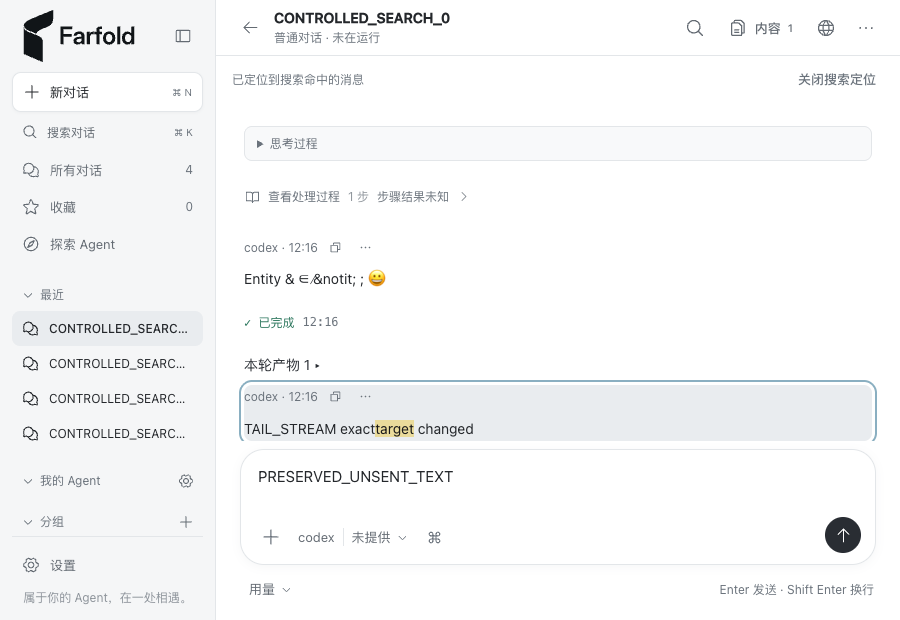 Farfold
新对话 ⌘ N
搜索对话 ⌘ K
所有对话 4
收藏 0
探索 Agent
最近
CONTROLLED_SEARC...
CONTROLLED_SEARC...
CONTROLLED_SEARC...
CONTROLLED_SEARC...
我的 Agent
分组
设置
属于你的 Agent，在一处相遇。
CONTROLLED_SEARCH_0
普通对话 · 未在运行
内容 1
已定位到搜索命中的消息 关闭搜索定位
思考过程
查看处理过程 1 步 步骤结果未知
codex · 12:16
Entity & ∉ &notit; ; 😀
✓ 已完成 12:16
本轮产物 1
codex · 12:16
TAIL_STREAM exacttarget changed
PRESERVED_UNSENT_TEXT
codex 未提供 ⌘
用量
Enter 发送 · Shift Enter 换行